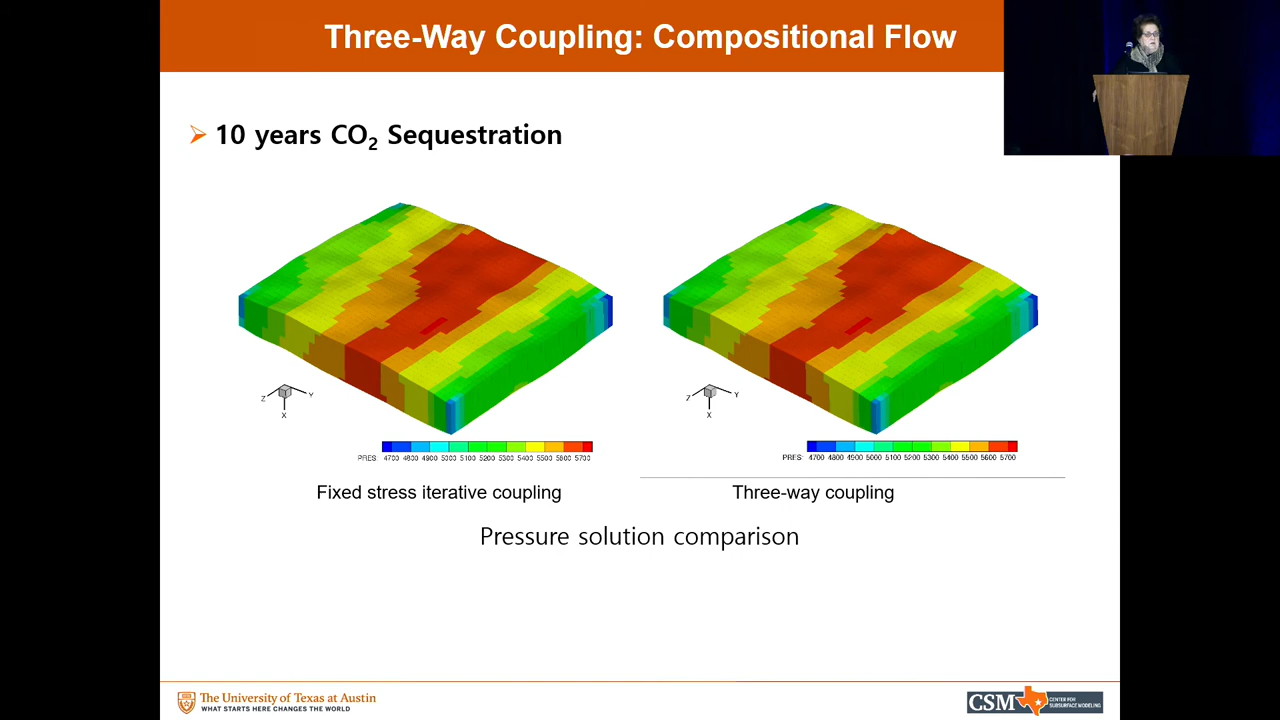 Three-Way Coupling: Compositional Flow
10 years CO₂ Sequestration
Z Y X
Z Y X
PRES: 4700 4800 4900 5000 5100 5200 5300 5400 5500 5600 5700
PRES: 4700 4800 4900 5000 5100 5200 5300 5400 5500 5600 5700
Fixed stress iterative coupling
Three-way coupling
Pressure solution comparison
The University of Texas at Austin
WHAT STARTS HERE CHANGES THE WORLD
CSM
CENTER FOR
SUBSURFACE MODELING